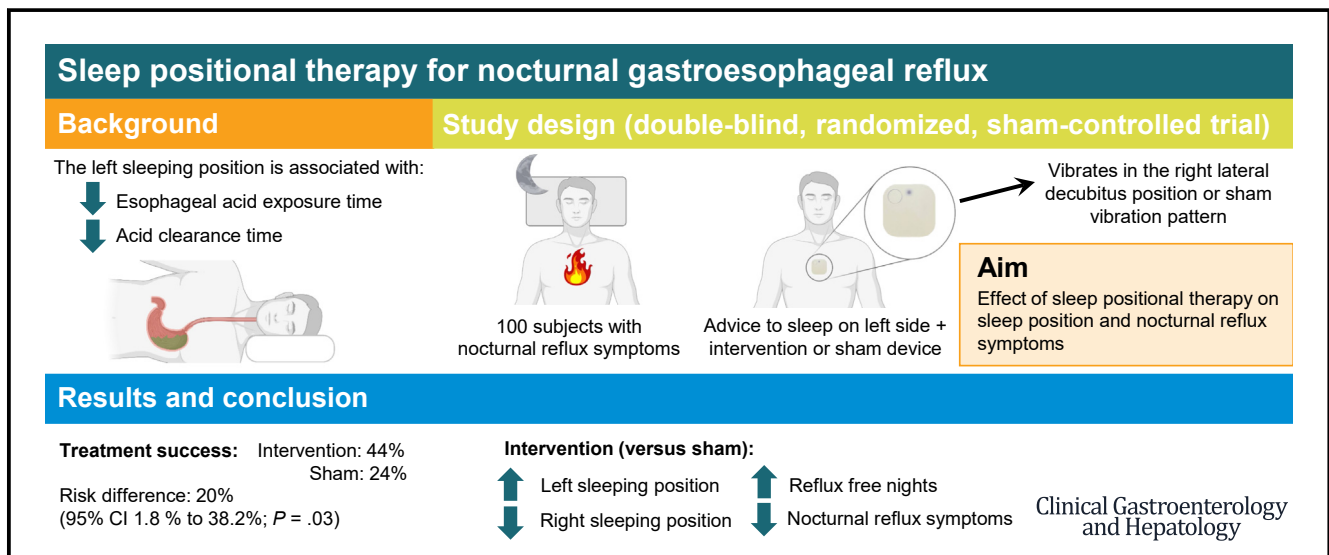 Sleep positional therapy for nocturnal gastroesophageal reflux
Background
Study design (double-blind, randomized, sham-controlled trial)
The left sleeping position is associated with:
Esophageal acid exposure time
Acid clearance time
100 subjects with
nocturnal reflux symptoms
Advice to sleep on left side +
intervention or sham device
Vibrates in the right lateral
decubitus position or sham
vibration pattern
Aim
Effect of sleep positional therapy on
sleep position and nocturnal reflux
symptoms
Results and conclusion
Treatment success: Intervention: 44%
Sham: 24%
Risk difference: 20%
(95% CI 1.8 % to 38.2%; P = .03)
Intervention (versus sham):
Left sleeping position
Right sleeping position
Reflux free nights
Nocturnal reflux symptoms
Clinical Gastroenterology
and Hepatology